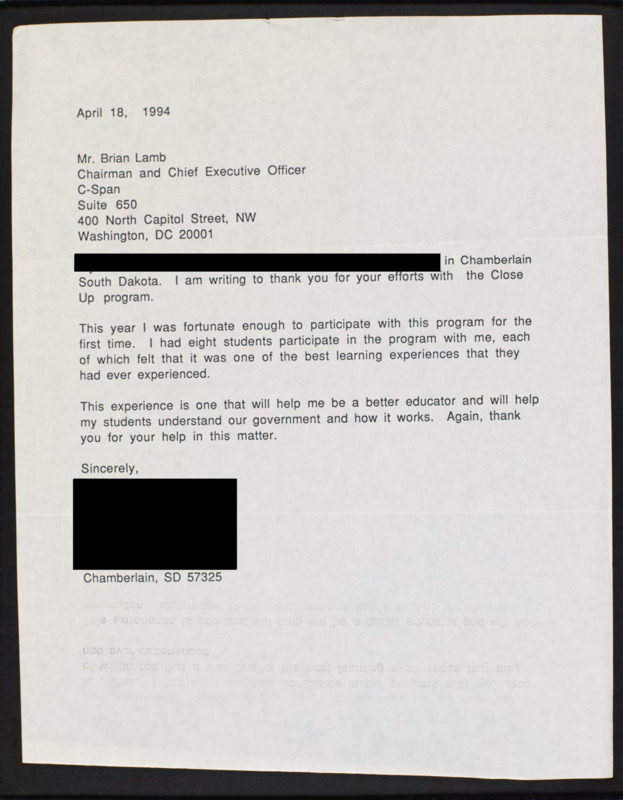 April 18, 1994
Mr. Brian Lamb
Chairman and Chief Executive Officer
C-Span
Suite 650
400 North Capitol Street, NW
Washington, DC 20001
in Chamberlain
South Dakota. I am writing to thank you for your efforts with the Close
Up program.
This year I was fortunate enough to participate with this program for the
first time. I had eight students participate in the program with me, each
of which felt that it was one of the best learning experiences that they
had ever experienced.
This experience is one that will help me be a better educator and will help
my students understand our government and how it works. Again, thank
you for your help in this matter.
Sincerely,
Chamberlain, SD 57325